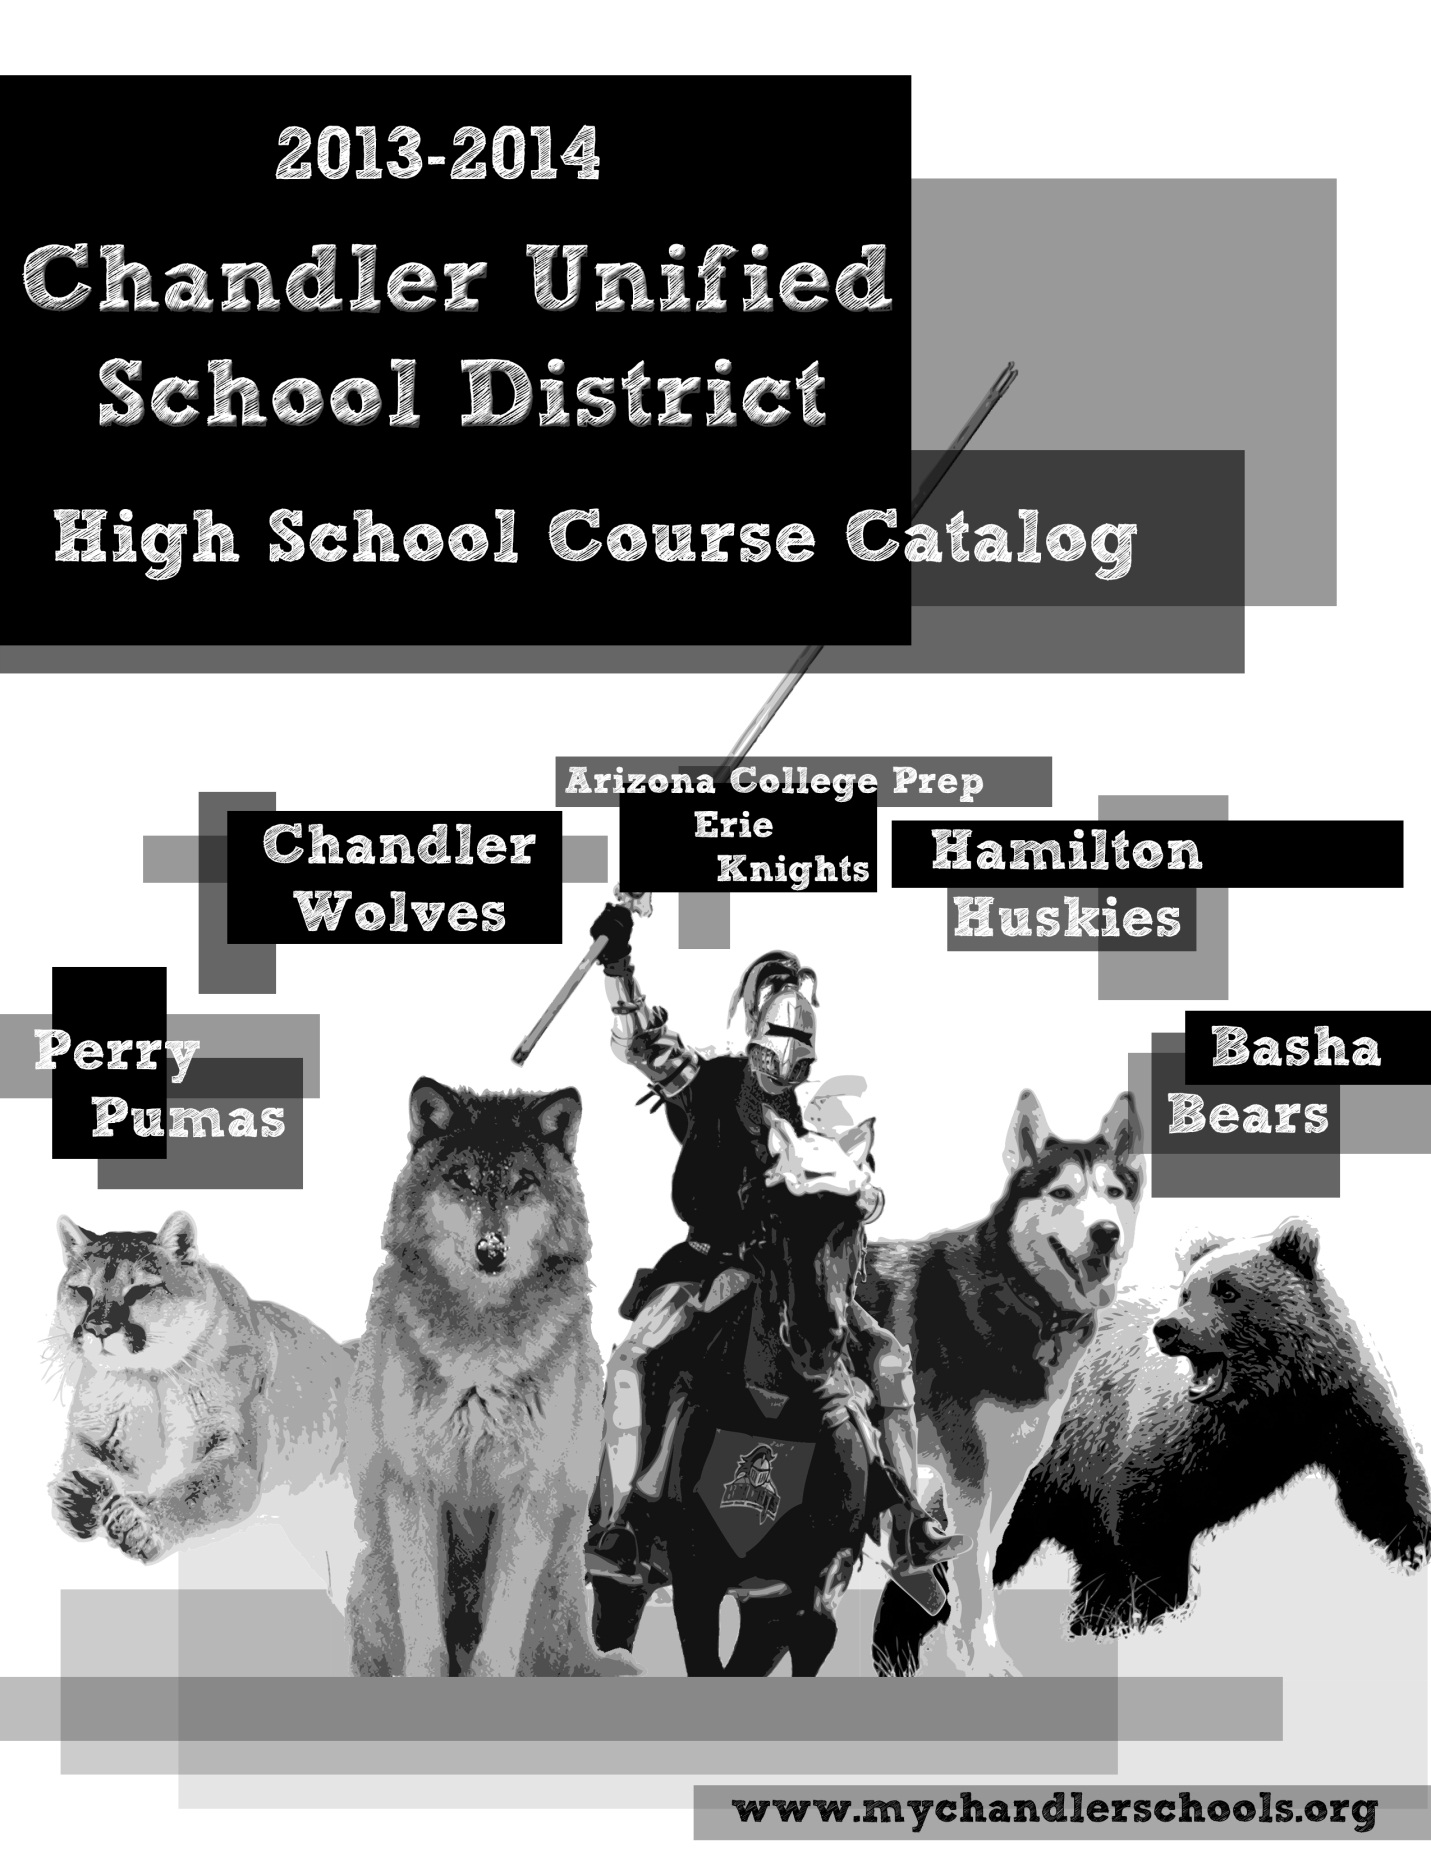 2013-2014
Chandler Unified
School District
High School Course Catalog
Arizona College Prep
Erie
Knights
Chandler
Wolves
Hamilton
Huskies
Perry
Pumas
Basha
Bears
www.mychandlerschools.org